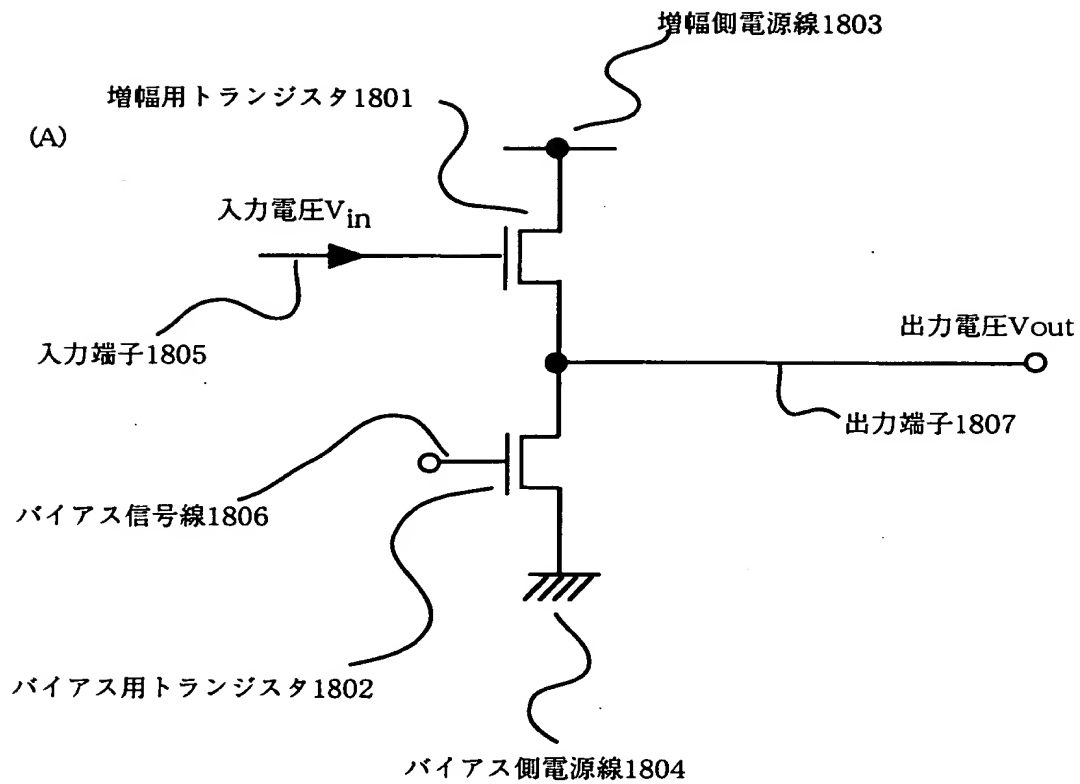 増幅側電源線1803
増幅用トランジスタ1801
(A)
入力電圧Vin
出力電圧Vout
入力端子1805
出力端子1807
バイアス信号線1806
バイアス用トランジスタ1802
バイアス側電源線1804